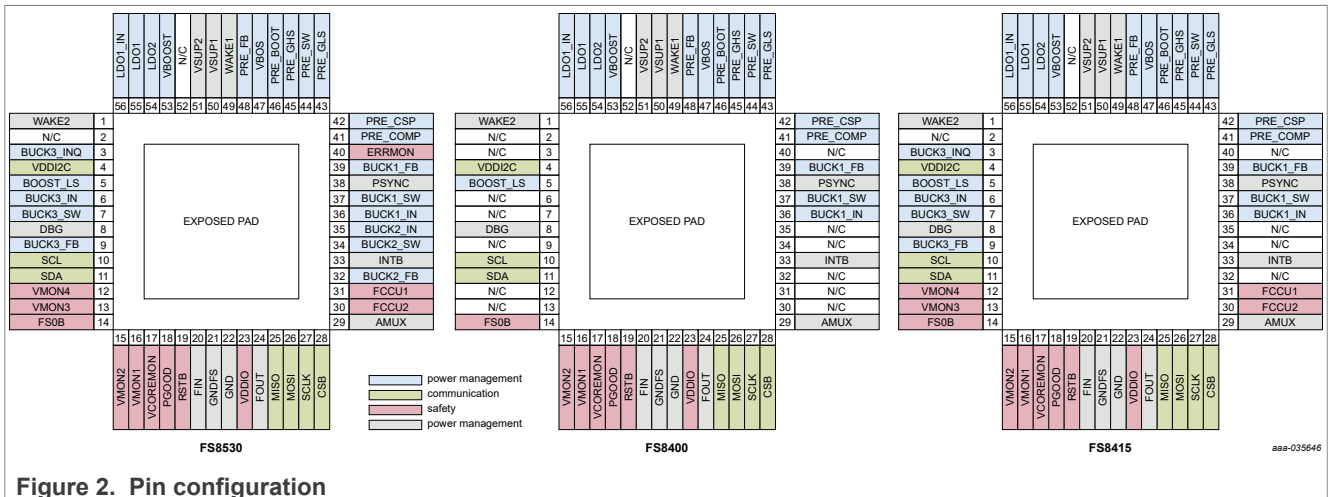 LDO1_IN LDO1 LDO2 VBOOST N/C VSUP2 VSUP1 WAKE1 PRE_FB VBOS PRE_BOOT PRE_GHS PRE_SW PRE_GLS
56 55 54 53 52 51 50 49 48 47 46 45 44 43
WAKE2 1 42 PRE_CSP
N/C 2 41 PRE_COMP
BUCK3_INQ 3 40 ERRMON
VDDI2C 4 39 BUCK1_FB
BOOST_LS 5 38 PSYNC
BUCK3_IN 6 37 BUCK1_SW
BUCK3_SW 7 36 BUCK1_IN
DBG 8 35 BUCK2_IN
BUCK3_FB 9 34 BUCK2_SW
SCL 10 33 INTB
SDA 11 32 BUCK2_FB
VMON4 12 31 FCCU1
VMON3 13 30 FCCU2
FS0B 14 29 AMUX
EXPOSED PAD
15 16 17 18 19 20 21 22 23 24 25 26 27 28
VMON2 VMON1 VCOREMON PGOOD RSTB FIN GNDFS GND VDDIO FOUT MISO MOSI SCLK CSB
FS8530
LDO1_IN LDO1 LDO2 VBOOST N/C VSUP2 VSUP1 WAKE1 PRE_FB VBOS PRE_BOOT PRE_GHS PRE_SW PRE_GLS
56 55 54 53 52 51 50 49 48 47 46 45 44 43
WAKE2 1 42 PRE_CSP
N/C 2 41 PRE_COMP
N/C 3 40 N/C
VDDI2C 4 39 BUCK1_FB
BOOST_LS 5 38 PSYNC
N/C 6 37 BUCK1_SW
N/C 7 36 BUCK1_IN
DBG 8 35 N/C
N/C 9 34 N/C
SCL 10 33 INTB
SDA 11 32 N/C
N/C 12 31 N/C
N/C 13 30 N/C
FS0B 14 29 AMUX
EXPOSED PAD
15 16 17 18 19 20 21 22 23 24 25 26 27 28
VMON2 VMON1 VCOREMON PGOOD RSTB FIN GNDFS GND VDDIO FOUT MISO MOSI SCLK CSB
FS8400
LDO1_IN LDO1 LDO2 VBOOST N/C VSUP2 VSUP1 WAKE1 PRE_FB VBOS PRE_BOOT PRE_GHS PRE_SW PRE_GLS
56 55 54 53 52 51 50 49 48 47 46 45 44 43
WAKE2 1 42 PRE_CSP
N/C 2 41 PRE_COMP
BUCK3_INQ 3 40 N/C
VDDI2C 4 39 BUCK1_FB
BOOST_LS 5 38 PSYNC
BUCK3_IN 6 37 BUCK1_SW
BUCK3_SW 7 36 BUCK1_IN
DBG 8 35 N/C
BUCK3_FB 9 34 N/C
SCL 10 33 INTB
SDA 11 32 N/C
VMON4 12 31 FCCU1
VMON3 13 30 FCCU2
FS0B 14 29 AMUX
EXPOSED PAD
15 16 17 18 19 20 21 22 23 24 25 26 27 28
VMON2 VMON1 VCOREMON PGOOD RSTB FIN GNDFS GND VDDIO FOUT MISO MOSI SCLK CSB
FS8415
power management
communication
safety
power management
aaa-035646
Figure 2. Pin configuration